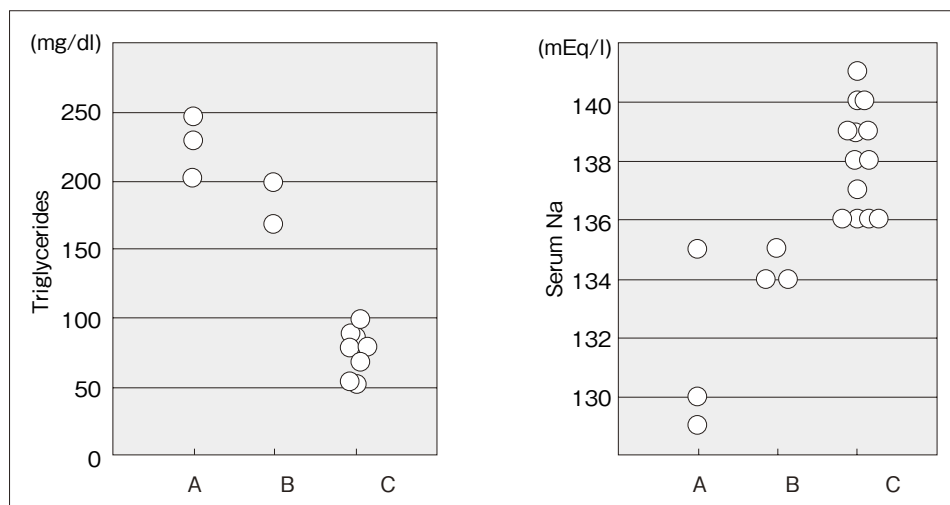 (mg/dl)
250
200
150
100
50
0
Triglycerides
A B C
(mEq/l)
140
138
136
134
132
130
Serum Na
A B C